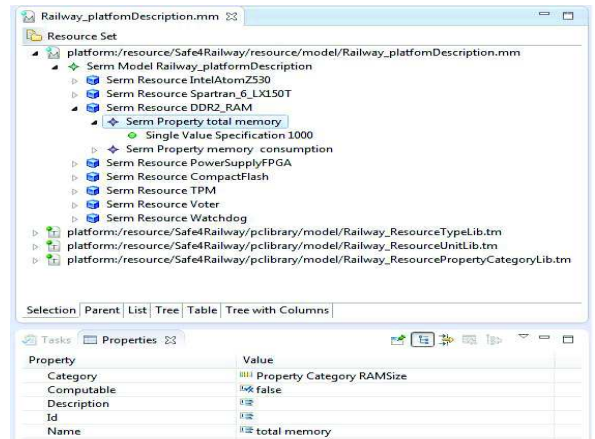 Railway_platfomDescription.mm
Resource Set
platform:/resource/Safe4Railway/resource/model/Railway_platfomDescription.mm
Serm Model Railway_platfomDescription
Serm Resource IntelAtomZ530
Serm Resource Spartran_6_LX150T
Serm Resource DDR2_RAM
Serm Property total memory
Single Value Specification 1000
Serm Property memory consumption
Serm Resource PowerSupplyFPGA
Serm Resource CompactFlash
Serm Resource TPM
Serm Resource Voter
Serm Resource Watchdog
platform:/resource/Safe4Railway/pclibrary/model/Railway_ResourceTypeLib.tm
platform:/resource/Safe4Railway/pclibrary/model/Railway_ResourceUnitLib.tm
platform:/resource/Safe4Railway/pclibrary/model/Railway_ResourcePropertyCategoryLib.tm
Selection Parent List Tree Table Tree with Columns
Tasks Properties
Property Value
Category Property Category RAMSize
Computable false
Description
Id
Name total memory